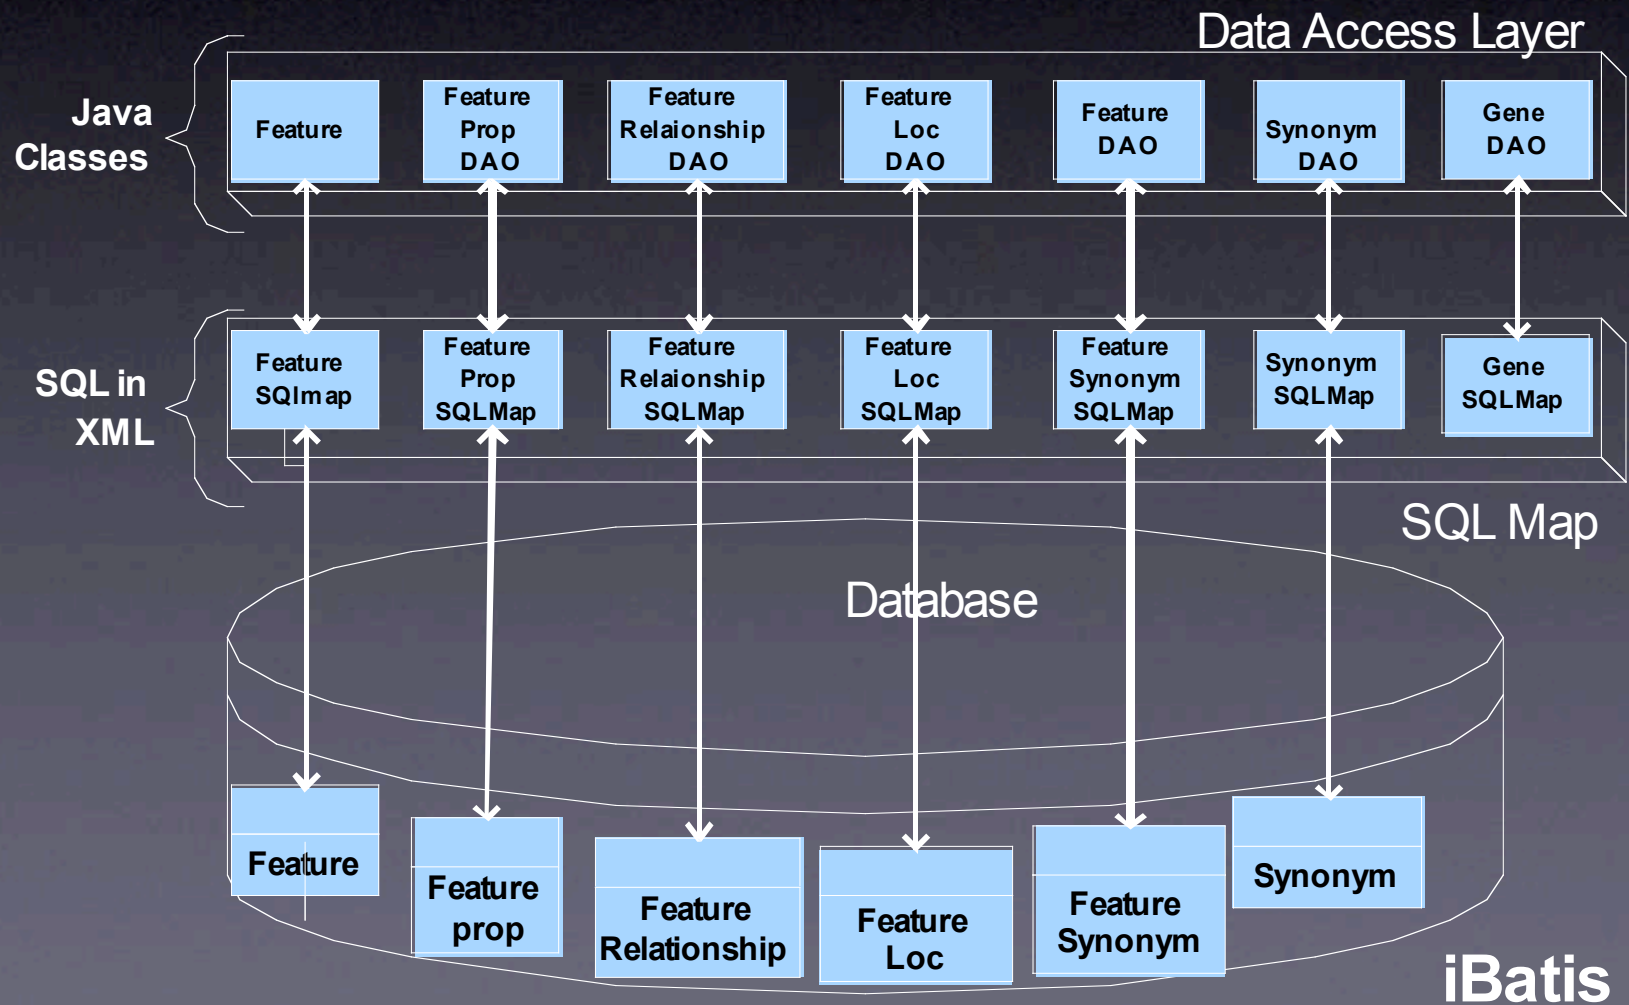 Data Access Layer
Java
Classes
Feature
Feature
Prop
DAO
Feature
Relaionship
DAO
Feature
Loc
DAO
Feature
DAO
Synonym
DAO
Gene
DAO
SQL in
XML
Feature
SQlmap
Feature
Prop
SQLMap
Feature
Relaionship
SQLMap
Feature
Loc
SQLMap
Feature
Synonym
SQLMap
Synonym
SQLMap
Gene
SQLMap
SQL Map
Database
Feature
Feature
prop
Feature
Relationship
Feature
Loc
Feature
Synonym
Synonym
iBatis